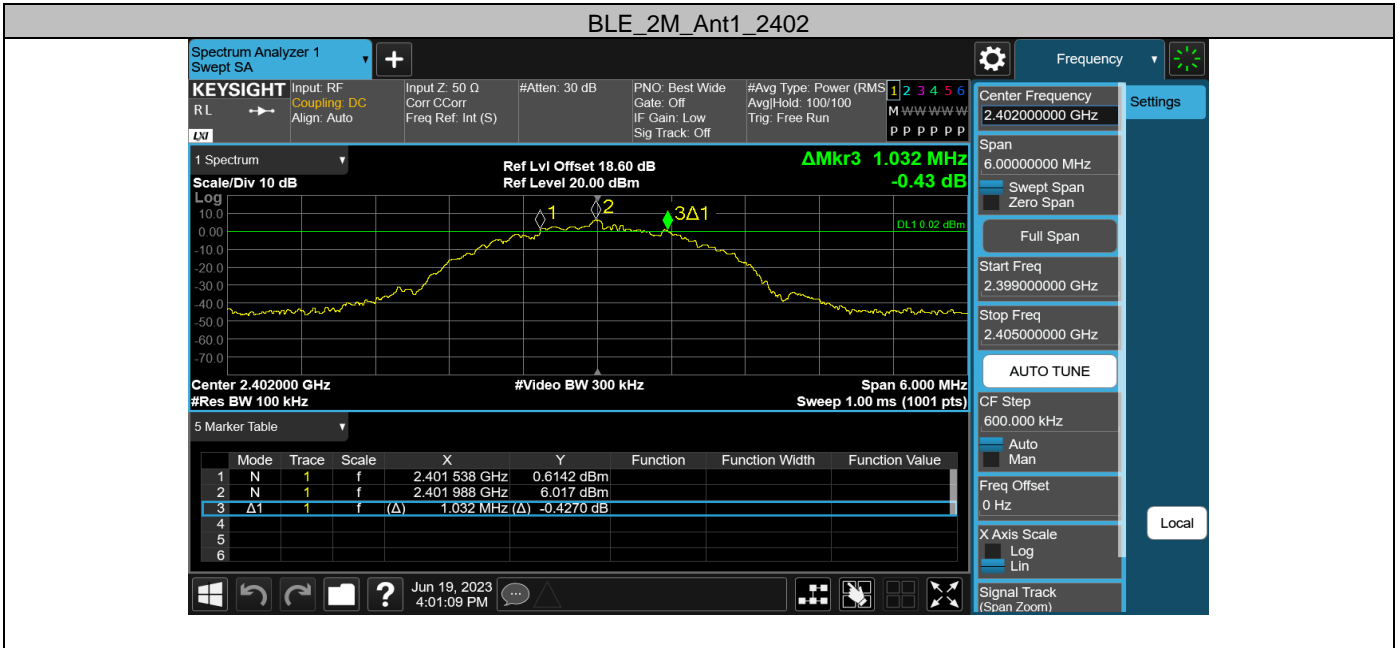 BLE_2M_Ant1_2402
Spectrum Analyzer 1
Swept SA
+
Frequency
KEYSIGHT
R L
LXI
Input: RF
Coupling: DC
Align: Auto
Input Z: 50 Ω
Corr CCorr
Freq Ref: Int (S)
#Atten: 30 dB
PNO: Best Wide
Gate: Off
IF Gain: Low
Sig Track: Off
#Avg Type: Power (RMS
Avg|Hold: 100/100
Trig: Free Run
1 2 3 4 5 6
M W W W W W
P P P P P P
1 Spectrum
Scale/Div 10 dB
Ref Lvl Offset 18.60 dB
Ref Level 20.00 dBm
ΔMkr3 1.032 MHz
-0.43 dB
Log
10.0
0.00
-10.0
-20.0
-30.0
-40.0
-50.0
-60.0
-70.0
1
2
3Δ1
DL1 0.02 dBm
Center 2.402000 GHz
#Video BW 300 kHz
Span 6.000 MHz
#Res BW 100 kHz
Sweep 1.00 ms (1001 pts)
5 Marker Table
Mode Trace Scale X Y Function Function Width Function Value
1 N 1 f 2.401 538 GHz 0.6142 dBm
2 N 1 f 2.401 988 GHz 6.017 dBm
3 Δ1 1 f (Δ) 1.032 MHz (Δ) -0.4270 dB
4
5
6
?
Jun 19, 2023
4:01:09 PM
Center Frequency
2.402000000 GHz
Settings
Span
6.00000000 MHz
Swept Span
Zero Span
Full Span
Start Freq
2.399000000 GHz
Stop Freq
2.405000000 GHz
AUTO TUNE
CF Step
600.000 kHz
Auto
Man
Freq Offset
0 Hz
Local
X Axis Scale
Log
Lin
Signal Track
(Span Zoom)